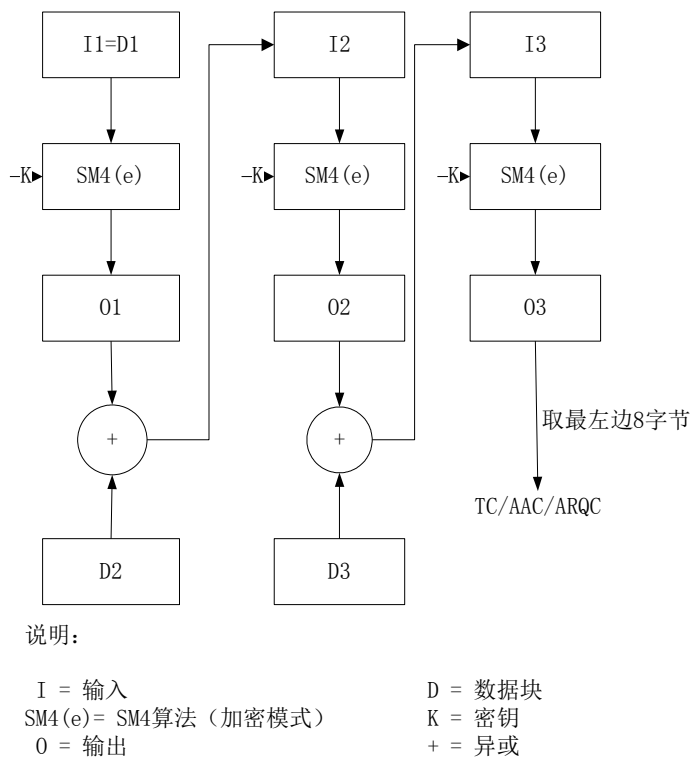 I1=D1 I2 I3
—K SM4(e) —K SM4(e) —K SM4(e)
O1 O2 O3
+ +
取最左边8字节
TC/AAC/ARQC
D2 D3
说明：
I = 输入 D = 数据块
SM4(e)= SM4算法（加密模式） K = 密钥
O = 输出 + = 异或